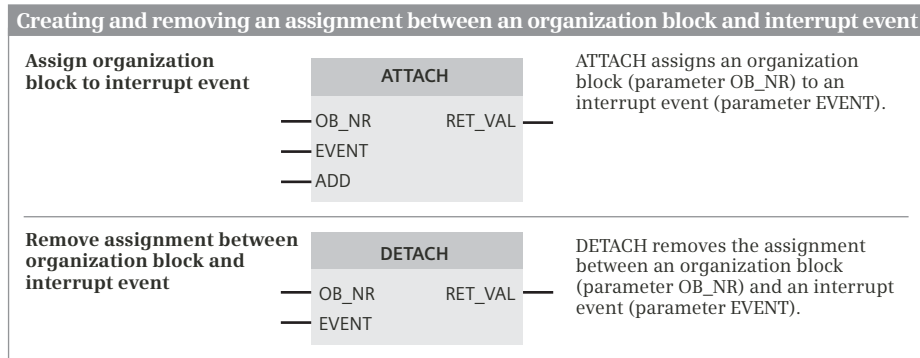 Creating and removing an assignment between an organization block and interrupt event
Assign organization
block to interrupt event
ATTACH
OB_NR RET_VAL
EVENT
ADD
ATTACH assigns an organization
block (parameter OB_NR) to an
interrupt event (parameter EVENT).
Remove assignment between
organization block and
interrupt event
DETACH
OB_NR RET_VAL
EVENT
DETACH removes the assignment
between an organization block
(parameter OB_NR) and an interrupt
event (parameter EVENT).